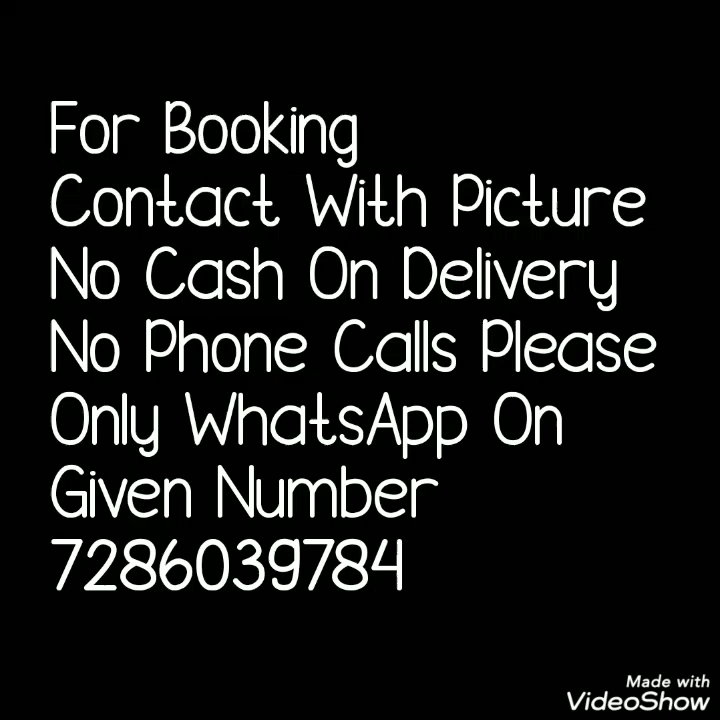 For Booking
Contact With Picture
No Cash On Delivery
No Phone Calls Please
Only WhatsApp On
Given Number
7286039784
Made with
VideoShow